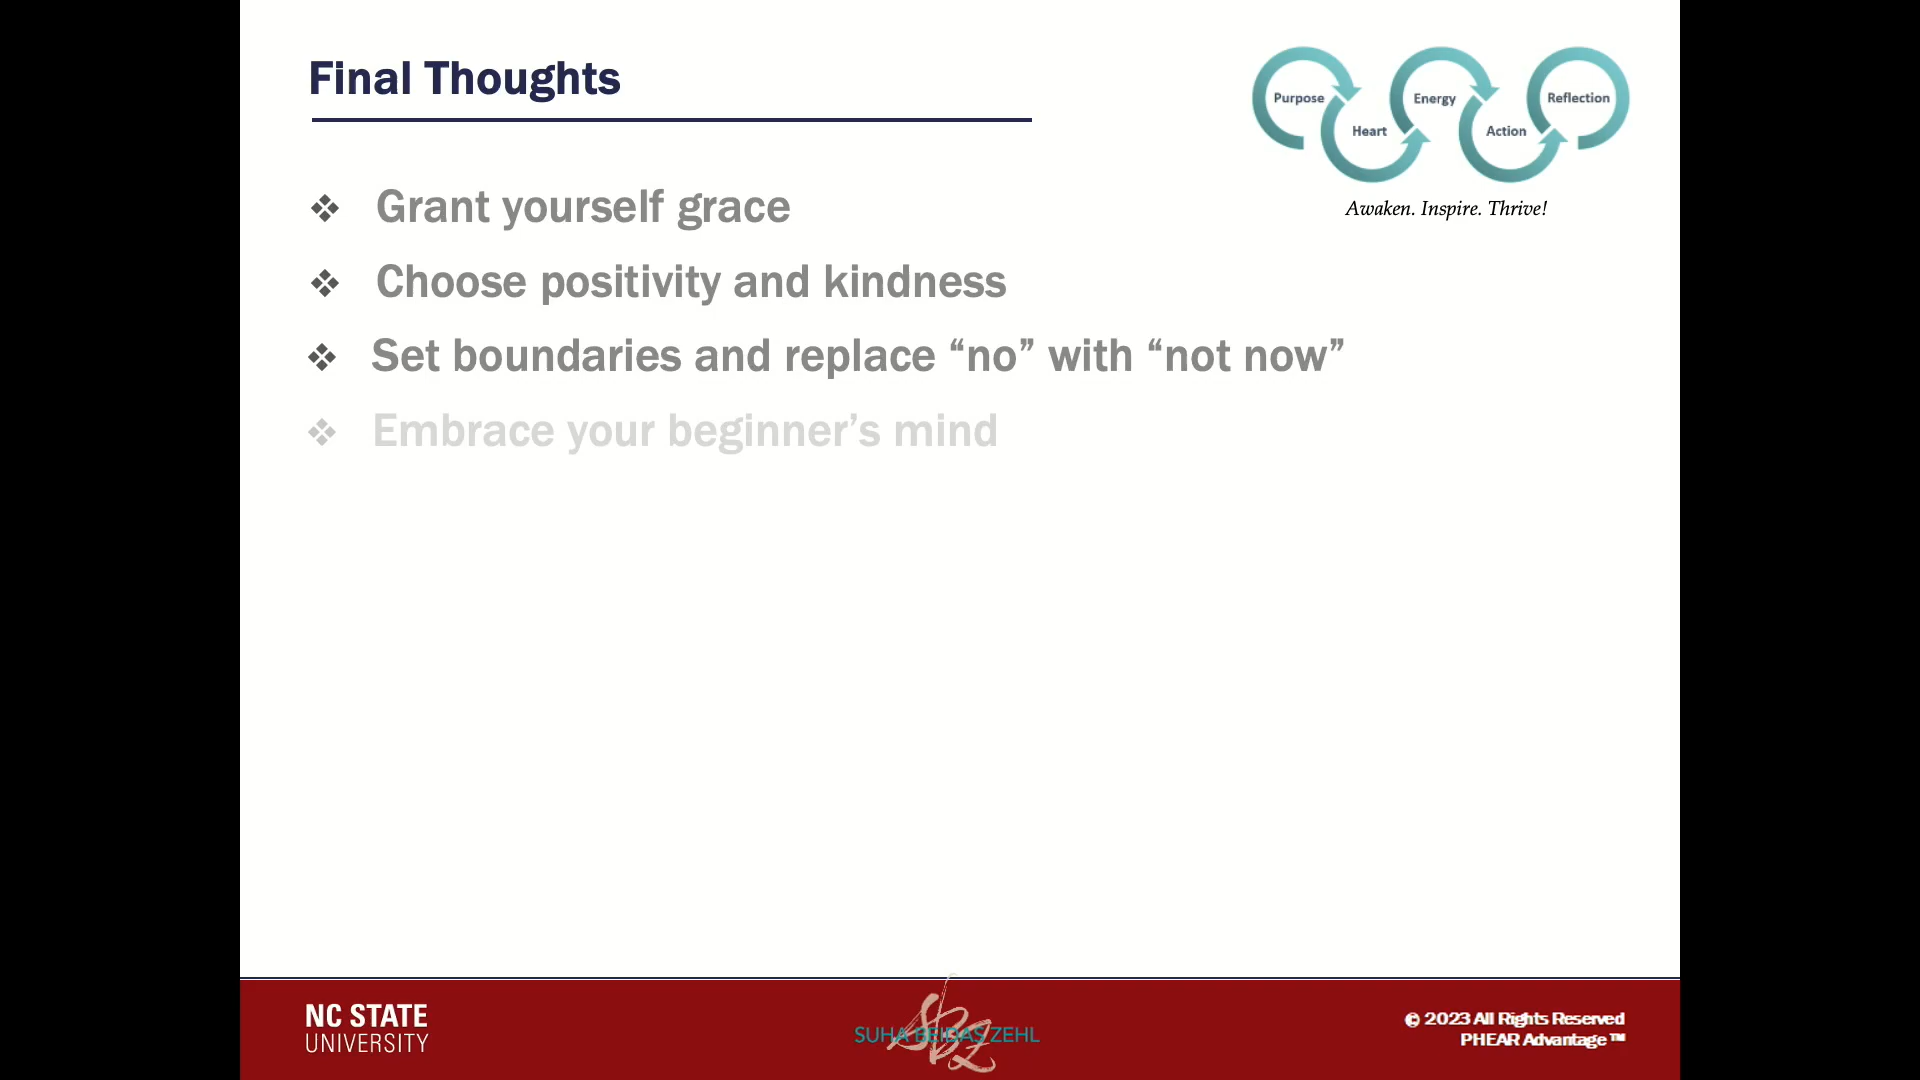 Final Thoughts
Purpose
Heart
Energy
Action
Reflection
Awaken. Inspire. Thrive!
❖ Grant yourself grace
❖ Choose positivity and kindness
❖ Set boundaries and replace “no” with “not now”
❖ Embrace your beginner’s mind
NC STATE
UNIVERSITY
SUHA BEIDAS ZEHL
sbz
© 2023 All Rights Reserved
PHEAR Advantage™